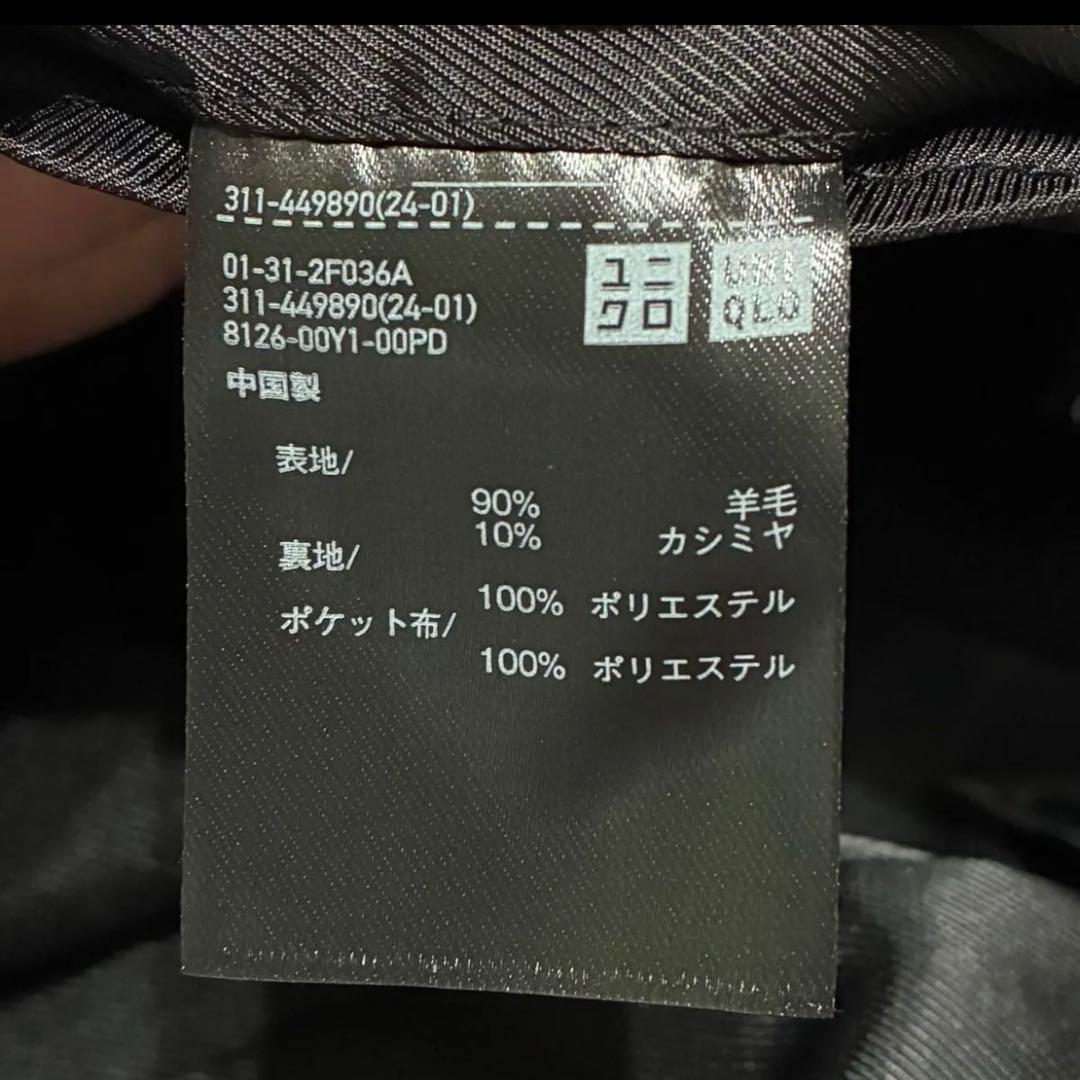 311-449890(24-01)
01-31-2F036A
311-449890(24-01)
8126-00Y1-00PD
中国製
ユニ
クロ
UNI
QLO
表地/
90% 羊毛
10% カシミヤ
裏地/
100% ポリエステル
ポケット布/
100% ポリエステル